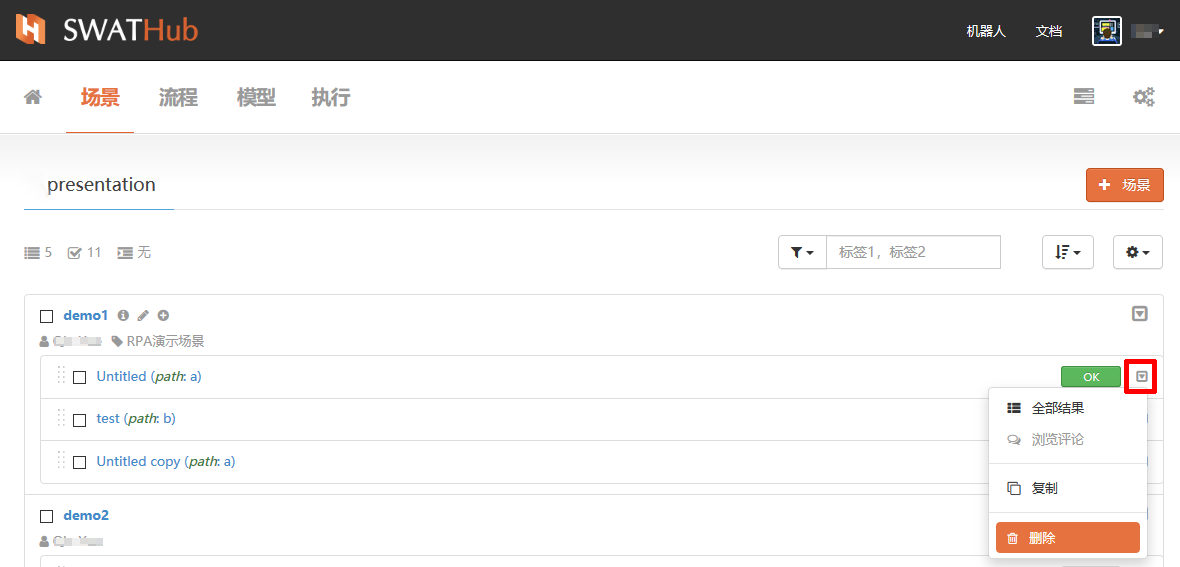 SWATHub
机器人 文档
场景 流程 模型 执行
presentation
+ 场景
5 11 无
标签1，标签2
demo1
RPA演示场景
Untitled (path: a)
OK
test (path: b)
Untitled copy (path: a)
demo2
全部结果
浏览评论
复制
删除